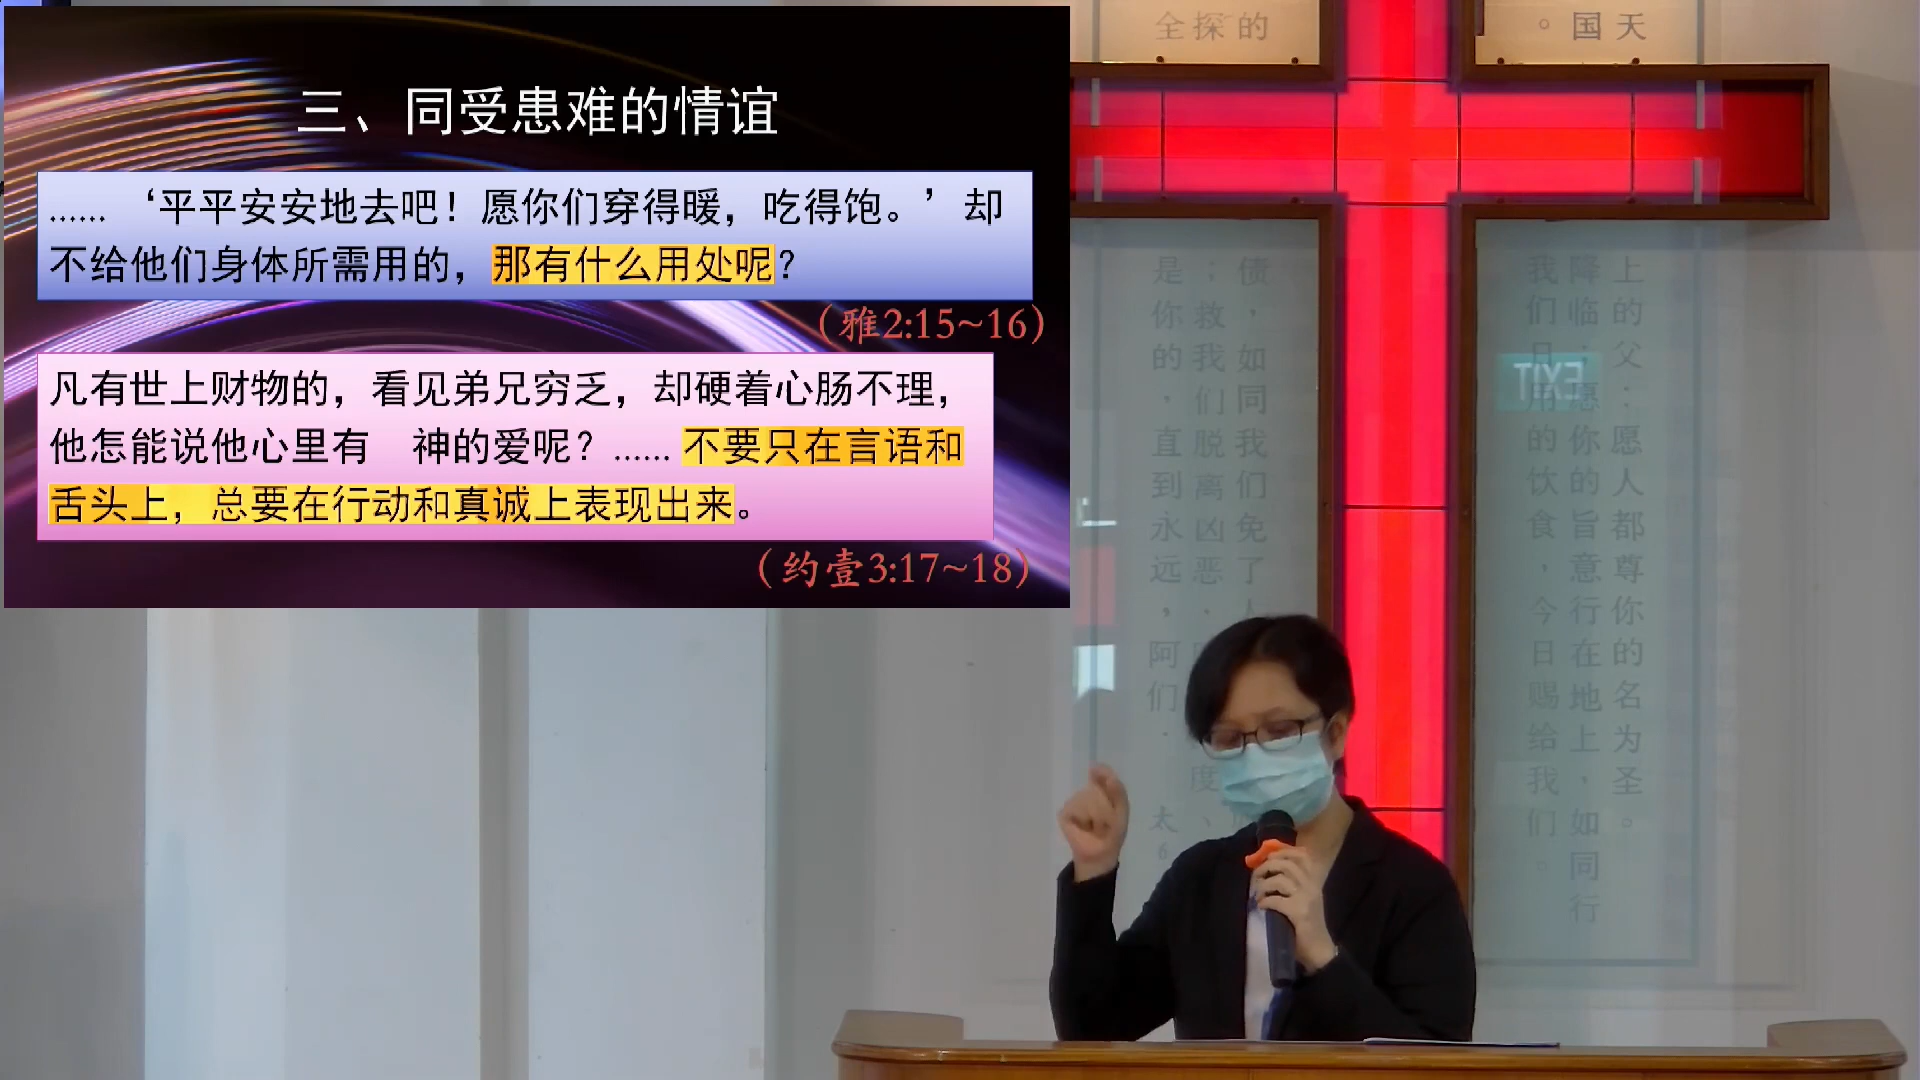 三、同受患难的情谊
...... ‘平平安安地去吧！愿你们穿得暖，吃得饱。’却
不给他们身体所需用的，那有什么用处呢？
（雅2:15~16）
凡有世上财物的，看见弟兄穷乏，却硬着心肠不理，
他怎能说他心里有　神的爱呢？...... 不要只在言语和
舌头上，总要在行动和真诚上表现出来。
（约壹3:17~18）
天
国
。
上的父：愿人都尊你的名为圣。
降临；愿你的旨意行在地上，如同行
我们日用的饮食，今日赐给我们。
的
探
全
债，如同我们免了人
；救我们脱离凶恶.
是你的.直到永远，阿们.
太6
EXIT